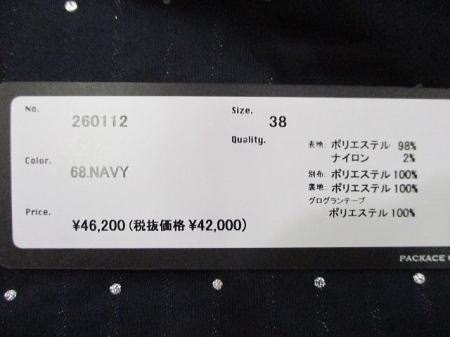 No. 260112
Size. 38
Quality.
表地: ポリエステル 98%
ナイロン 2%
Color. 68.NAVY
別布: ポリエステル 100%
裏地: ポリエステル 100%
グログランテープ
ポリエステル 100%
Price. ¥46,200(税抜価格 ¥42,000)